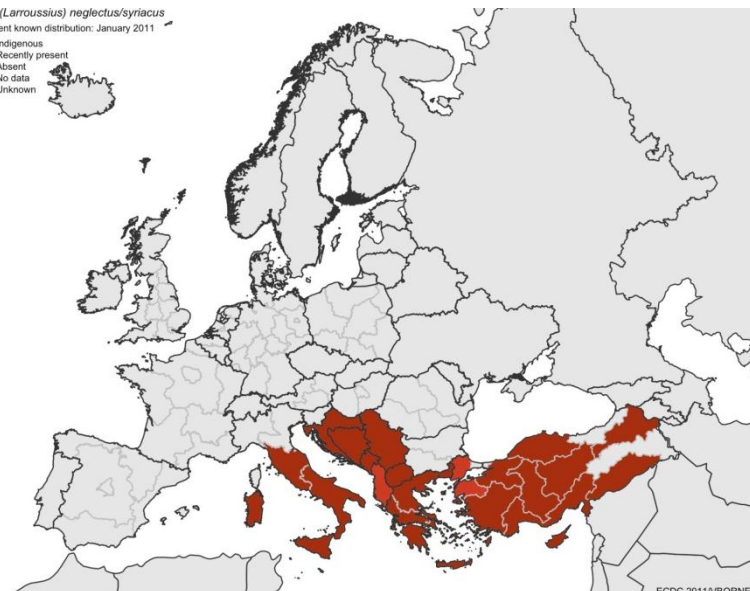 (Larroussius) neglectus/syriacus
ent known distribution: January 2011
ndigenous
Recently present
Absent
No data
Unknown
ECDC 2011/VBORNE